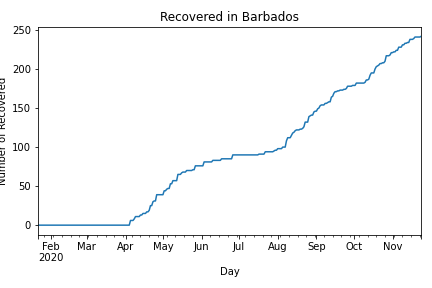 Recovered in Barbados
Number of Recovered
250
200
150
100
50
0
Feb Mar Apr May Jun Jul Aug Sep Oct Nov
2020
Day